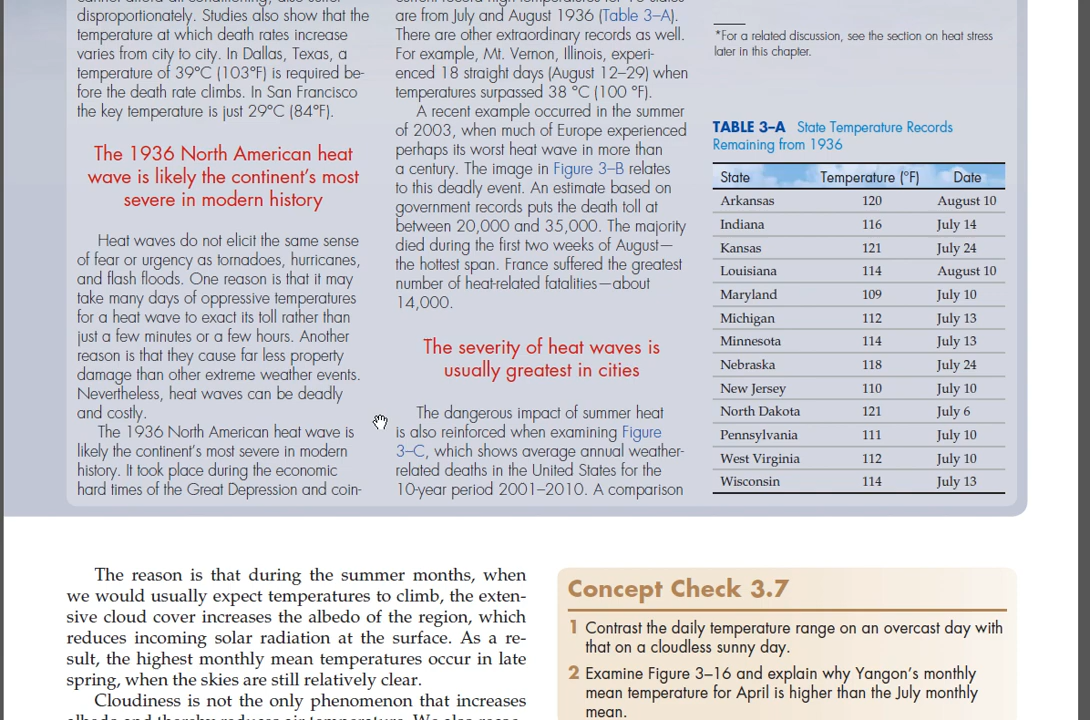 disproportionately. Studies also show that the
temperature at which death rates increase
varies from city to city. In Dallas, Texas, a
temperature of 39°C (103°F) is required be-
fore the death rate climbs. In San Francisco
the key temperature is just 29°C (84°F).
The 1936 North American heat
wave is likely the continent's most
severe in modern history
Heat waves do not elicit the same sense
of fear or urgency as tornadoes, hurricanes,
and flash floods. One reason is that it may
take many days of oppressive temperatures
for a heat wave to exact its toll rather than
just a few minutes or a few hours. Another
reason is that they cause far less property
damage than other extreme weather events.
Nevertheless, heat waves can be deadly
and costly.
The 1936 North American heat wave is
likely the continent's most severe in modern
history. It took place during the economic
hard times of the Great Depression and coin-
are from July and August 1936 (Table 3–A).
There are other extraordinary records as well.
For example, Mt. Vernon, Illinois, experi-
enced 18 straight days (August 12–29) when
temperatures surpassed 38 °C (100 °F).
A recent example occurred in the summer
of 2003, when much of Europe experienced
perhaps its worst heat wave in more than
a century. The image in Figure 3–B relates
to this deadly event. An estimate based on
government records puts the death toll at
between 20,000 and 35,000. The majority
died during the first two weeks of August—
the hottest span. France suffered the greatest
number of heat-related fatalities—about
14,000.
The severity of heat waves is
usually greatest in cities
The dangerous impact of summer heat
is also reinforced when examining Figure
3–C, which shows average annual weather-
related deaths in the United States for the
10-year period 2001–2010. A comparison
*For a related discussion, see the section on heat stress
later in this chapter.
TABLE 3–A State Temperature Records
Remaining from 1936
State Temperature (°F) Date
Arkansas 120 August 10
Indiana 116 July 14
Kansas 121 July 24
Louisiana 114 August 10
Maryland 109 July 10
Michigan 112 July 13
Minnesota 114 July 13
Nebraska 118 July 24
New Jersey 110 July 10
North Dakota 121 July 6
Pennsylvania 111 July 10
West Virginia 112 July 10
Wisconsin 114 July 13
The reason is that during the summer months, when
we would usually expect temperatures to climb, the exten-
sive cloud cover increases the albedo of the region, which
reduces incoming solar radiation at the surface. As a re-
sult, the highest monthly mean temperatures occur in late
spring, when the skies are still relatively clear.
Cloudiness is not the only phenomenon that increases
Concept Check 3.7
1 Contrast the daily temperature range on an overcast day with
that on a cloudless sunny day.
2 Examine Figure 3–16 and explain why Yangon's monthly
mean temperature for April is higher than the July monthly
mean.